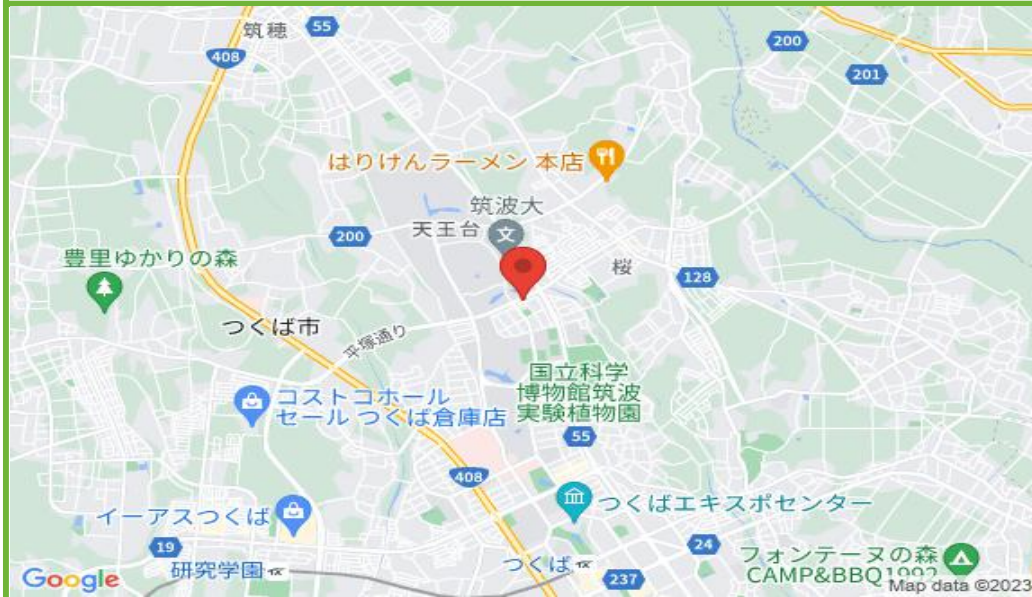 筑穂
55
408
200
201
はりけんラーメン 本店
筑波大
天王台
文
200
桜
128
豊里ゆかりの森
つくば市
平塚通り
国立科学
博物館筑波
実験植物園
コストコホール
セール つくば倉庫店
55
408
つくばエキスポセンター
イーアスつくば
19
研究学園
つくば
24
237
フォンテーヌの森
CAMP&BBQ1992
Google
Map data ©2023